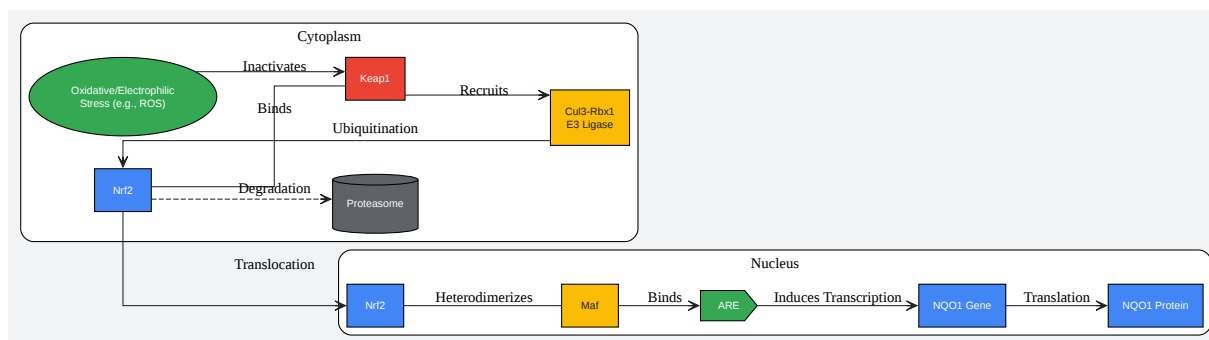 Cytoplasm
Inactivates
Keap1
Oxidative/Electrophilic
Stress (e.g., ROS)
Recruits
Binds
Cul3-Rbx1
E3 Ligase
Ubiquitination
Nrf2
Degradation
Proteasome
Translocation
Nucleus
Nrf2
Heterodimerizes
Maf
Binds
ARE
Induces Transcription
NQO1 Gene
Translation
NQO1 Protein